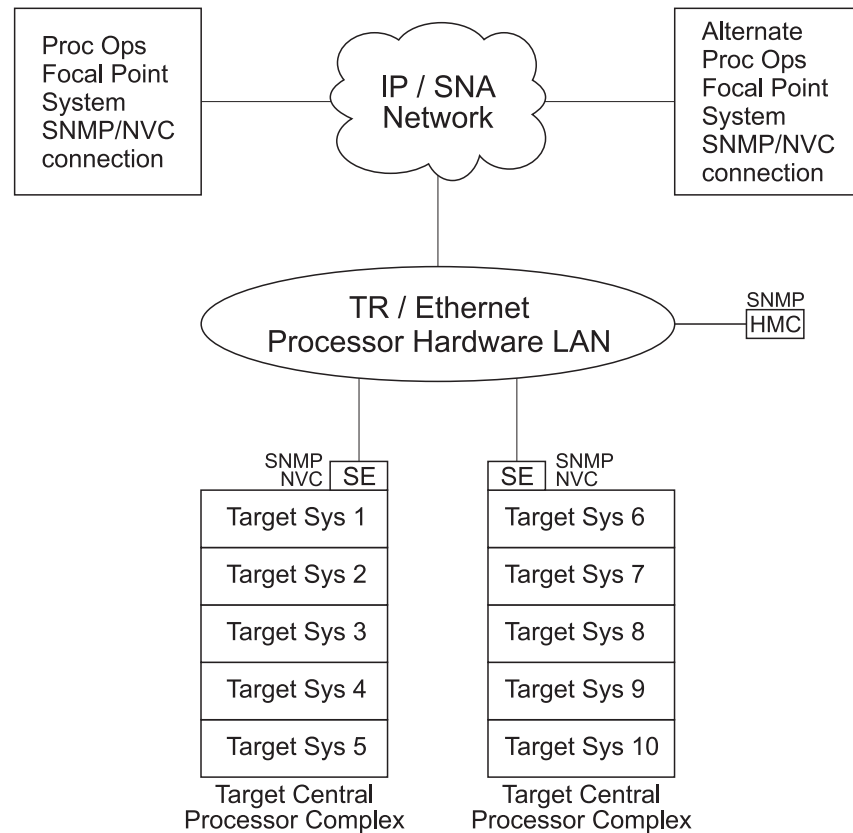 Proc Ops
Focal Point
System
SNMP/NVC
connection
IP / SNA
Network
Alternate
Proc Ops
Focal Point
System
SNMP/NVC
connection
TR / Ethernet
Processor Hardware LAN
SNMP
HMC
SNMP
NVC
SE
Target Sys 1
Target Sys 2
Target Sys 3
Target Sys 4
Target Sys 5
Target Central
Processor Complex
SE
SNMP
NVC
Target Sys 6
Target Sys 7
Target Sys 8
Target Sys 9
Target Sys 10
Target Central
Processor Complex